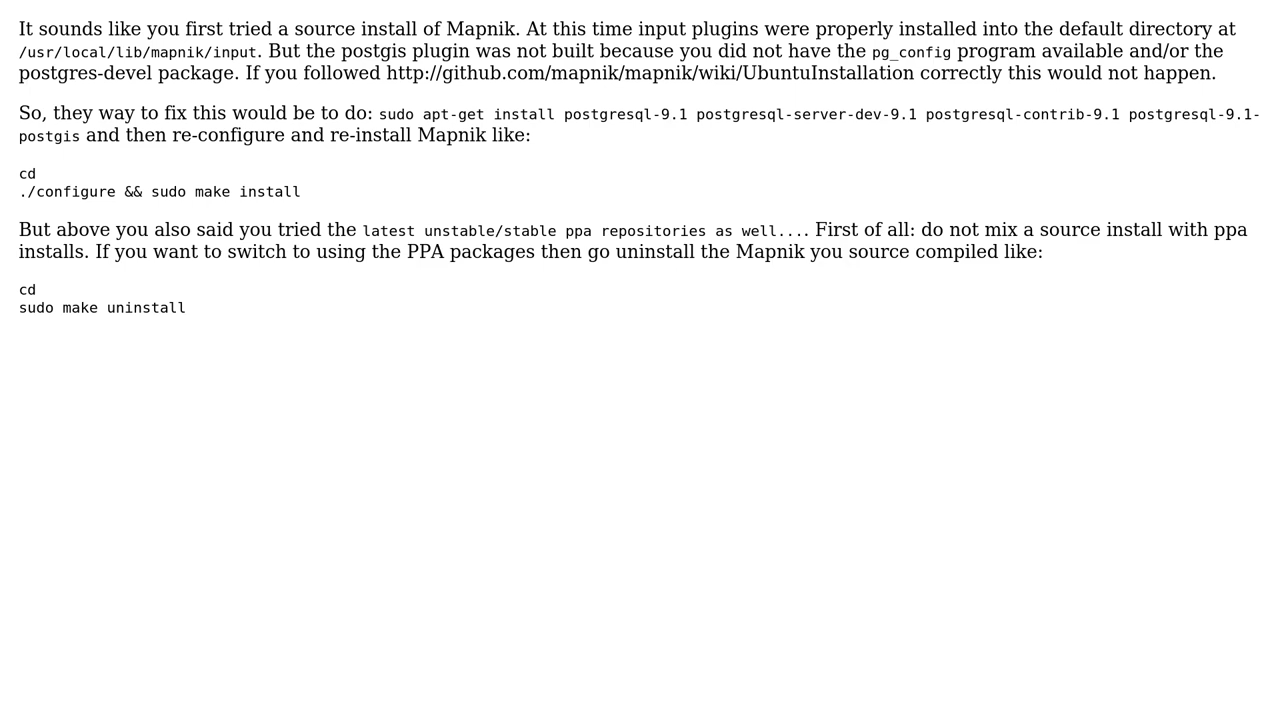 It sounds like you first tried a source install of Mapnik. At this time input plugins were properly installed into the default directory at
/usr/local/lib/mapnik/input. But the postgis plugin was not built because you did not have the pg_config program available and/or the
postgres-devel package. If you followed http://github.com/mapnik/mapnik/wiki/UbuntuInstallation correctly this would not happen.
So, they way to fix this would be to do: sudo apt-get install postgresql-9.1 postgresql-server-dev-9.1 postgresql-contrib-9.1 postgresql-9.1-
postgis and then re-configure and re-install Mapnik like:
cd
./configure && sudo make install
But above you also said you tried the latest unstable/stable ppa repositories as well.... First of all: do not mix a source install with ppa
installs. If you want to switch to using the PPA packages then go uninstall the Mapnik you source compiled like:
cd
sudo make uninstall